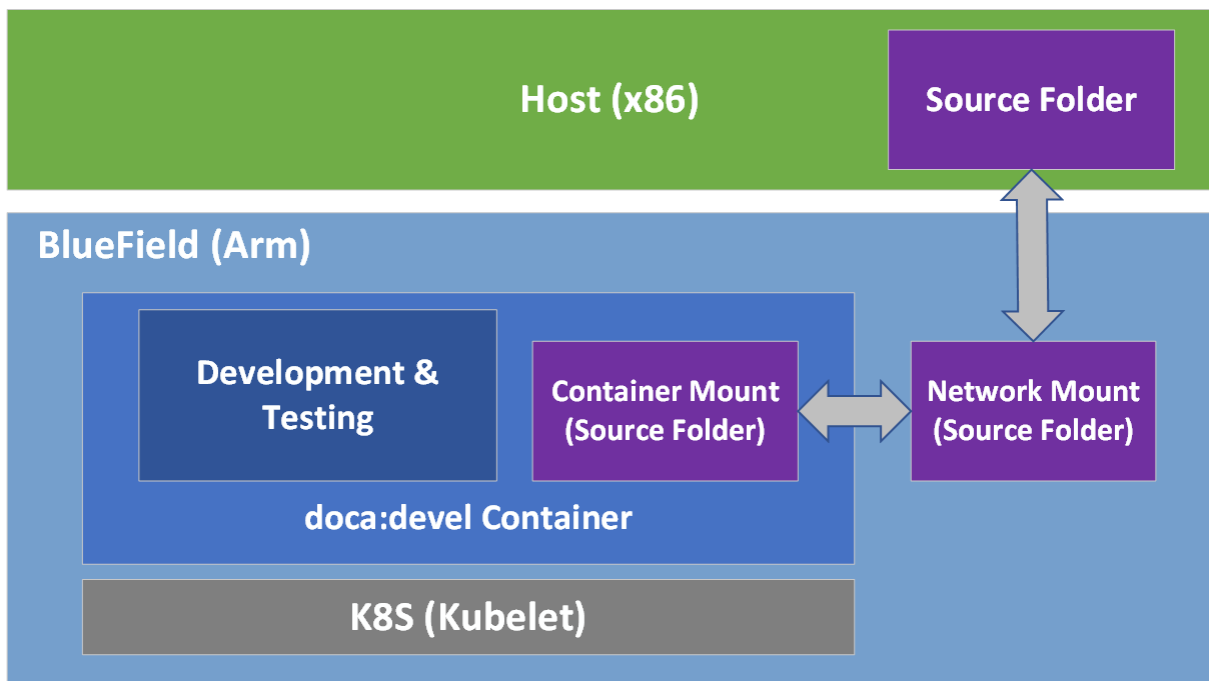 Host (x86)
Source Folder
BlueField (Arm)
Development &
Testing
Container Mount
(Source Folder)
Network Mount
(Source Folder)
doca:devel Container
K8S (Kubelet)